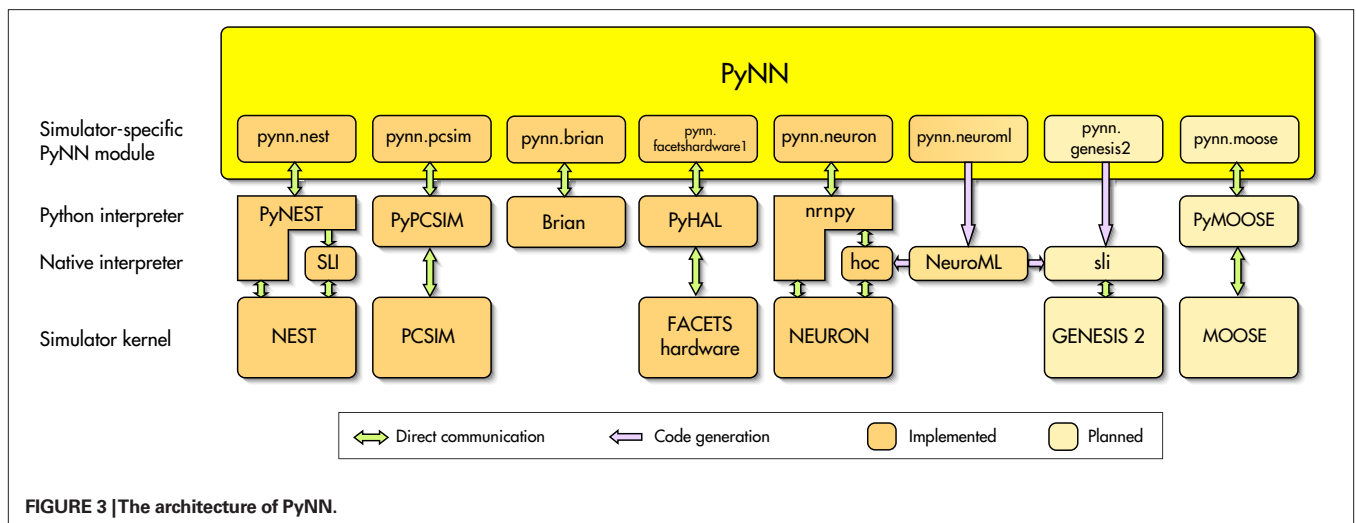 PyNN
Simulator-specific
PyNN module
pynn.nest
pynn.pcsim
pynn.brian
pynn.
facetshardware1
pynn.neuron
pynn.neuroml
pynn.
genesis2
pynn.moose
Python interpreter
PyNEST
PyPCSIM
Brian
PyHAL
nrnpy
PyMOOSE
Native interpreter
SLI
hoc
NeuroML
sli
Simulator kernel
NEST
PCSIM
FACETS
hardware
NEURON
GENESIS 2
MOOSE
Direct communication
Code generation
Implemented
Planned
FIGURE 3 | The architecture of PyNN.